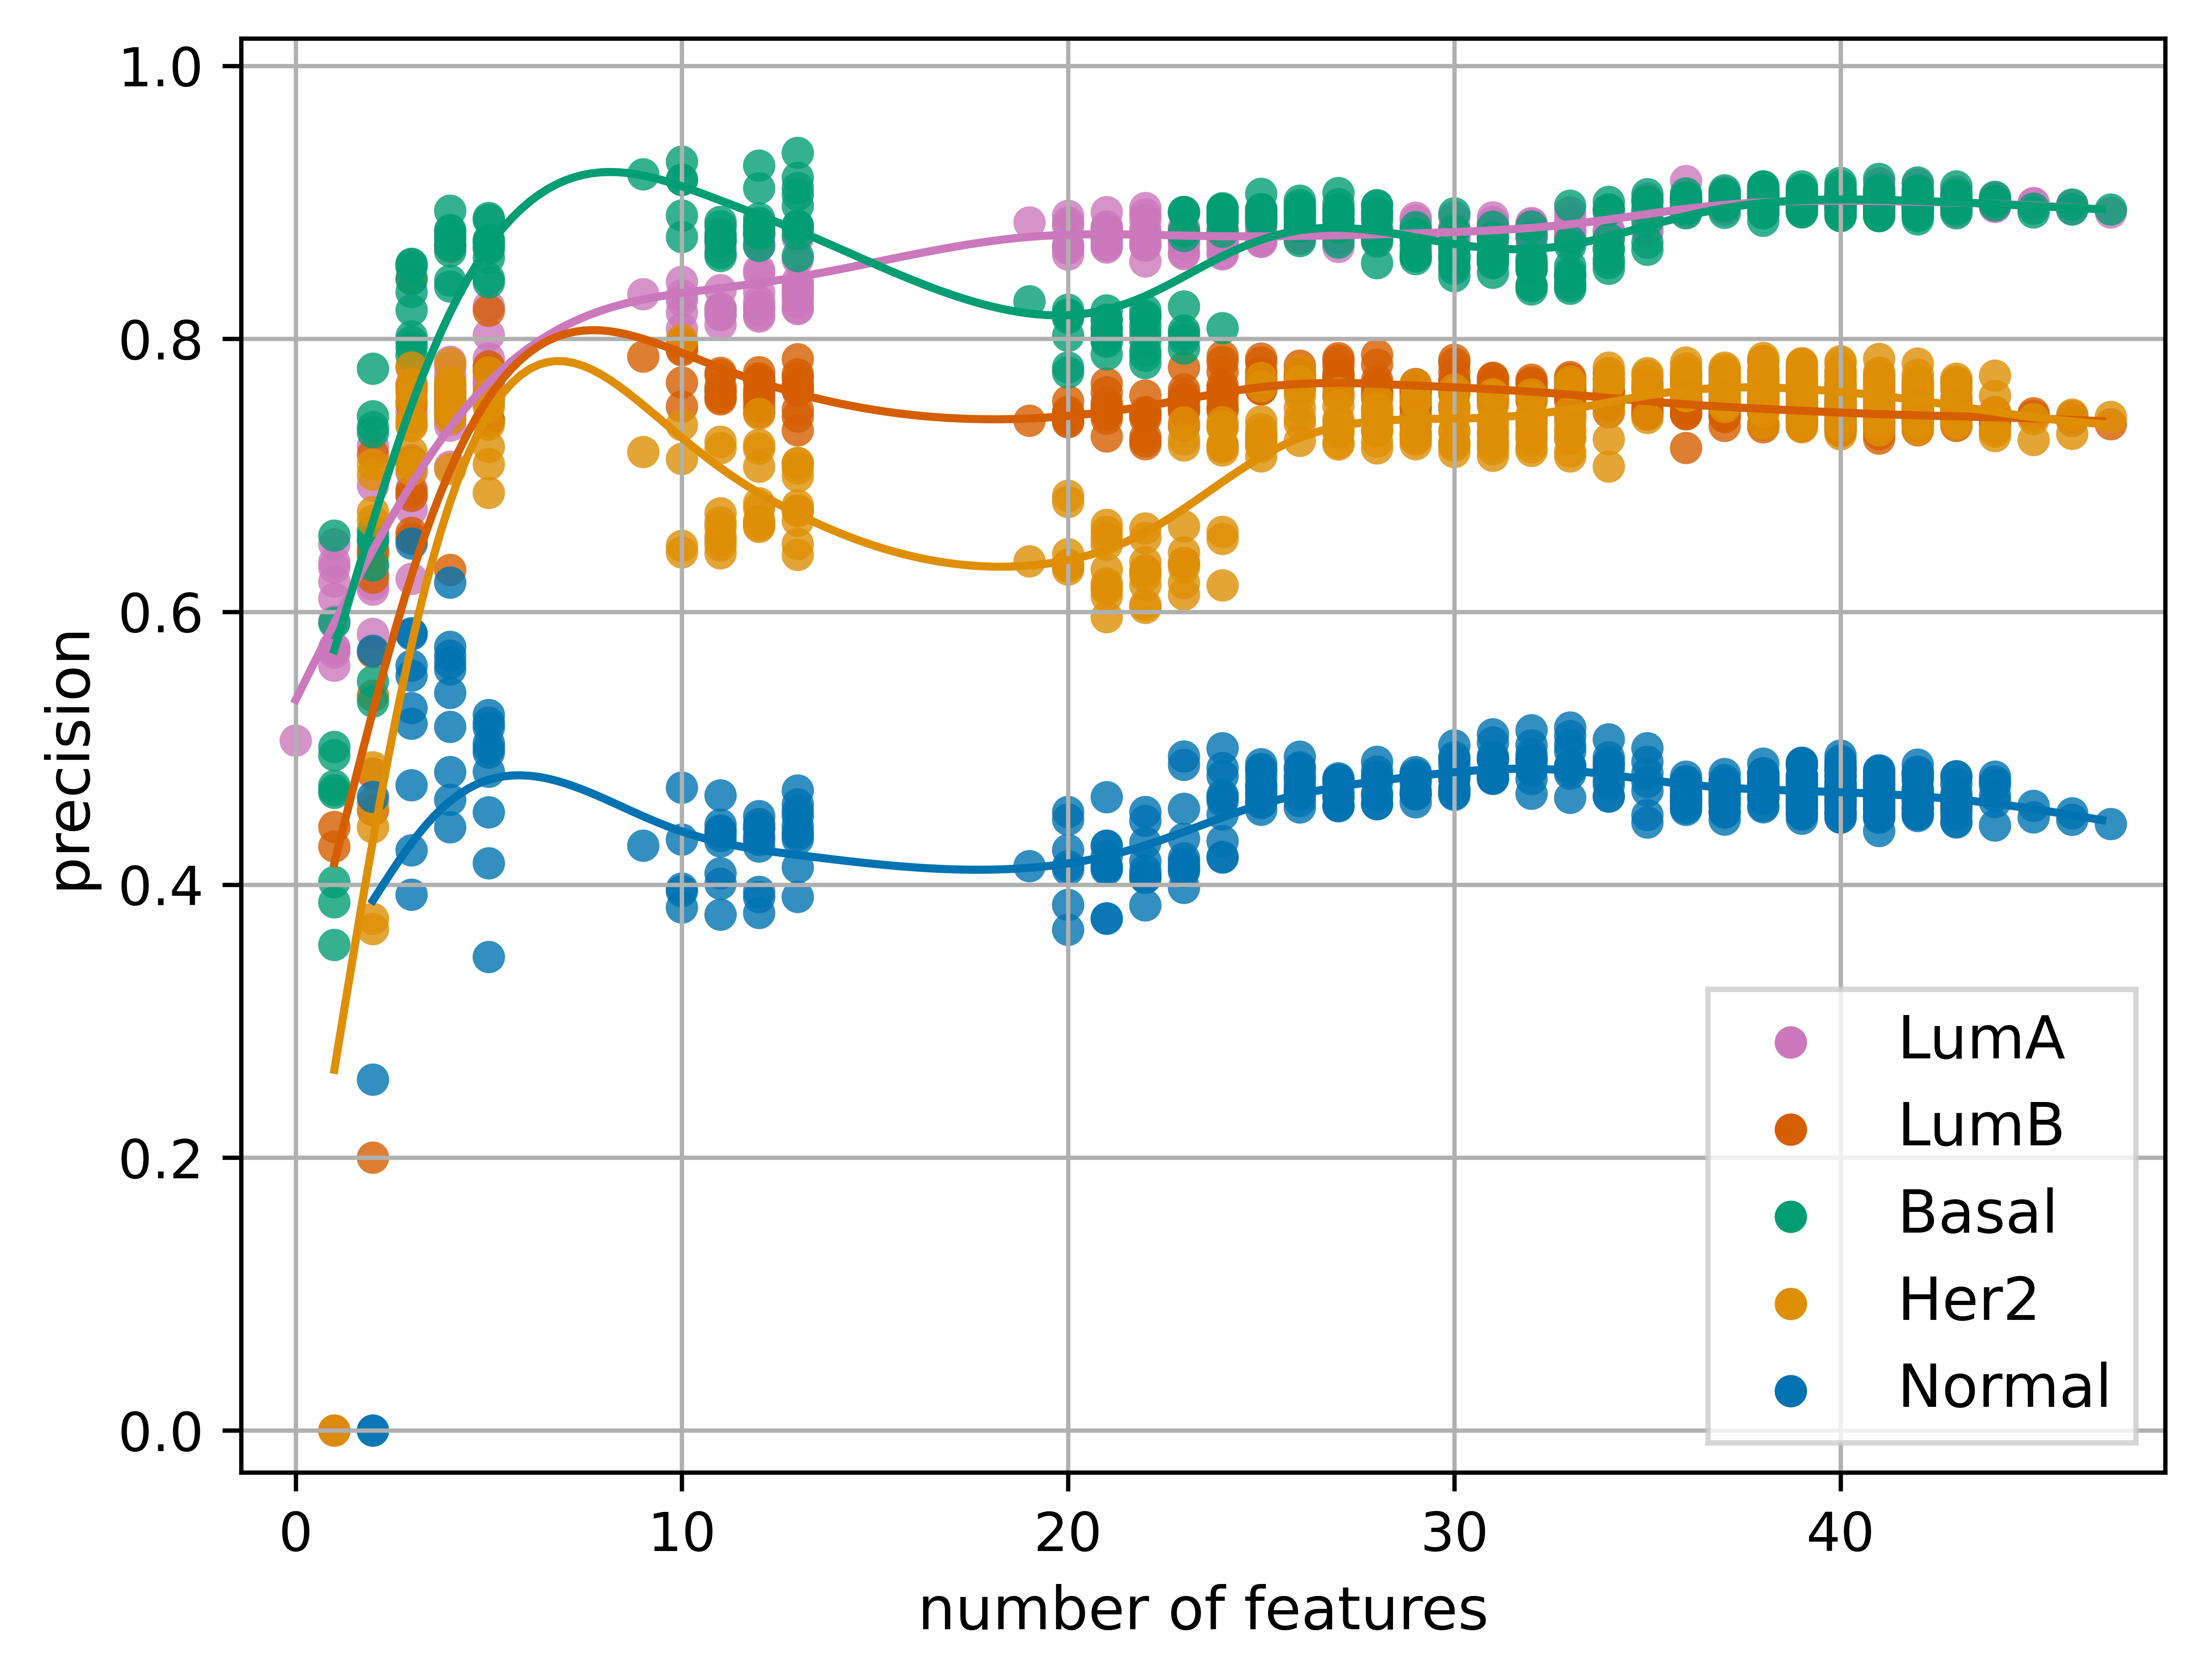 1.0
0.8
0.6
0.4
0.2
0.0
precision
0 10 20 30 40
number of features
LumA
LumB
Basal
Her2
Normal